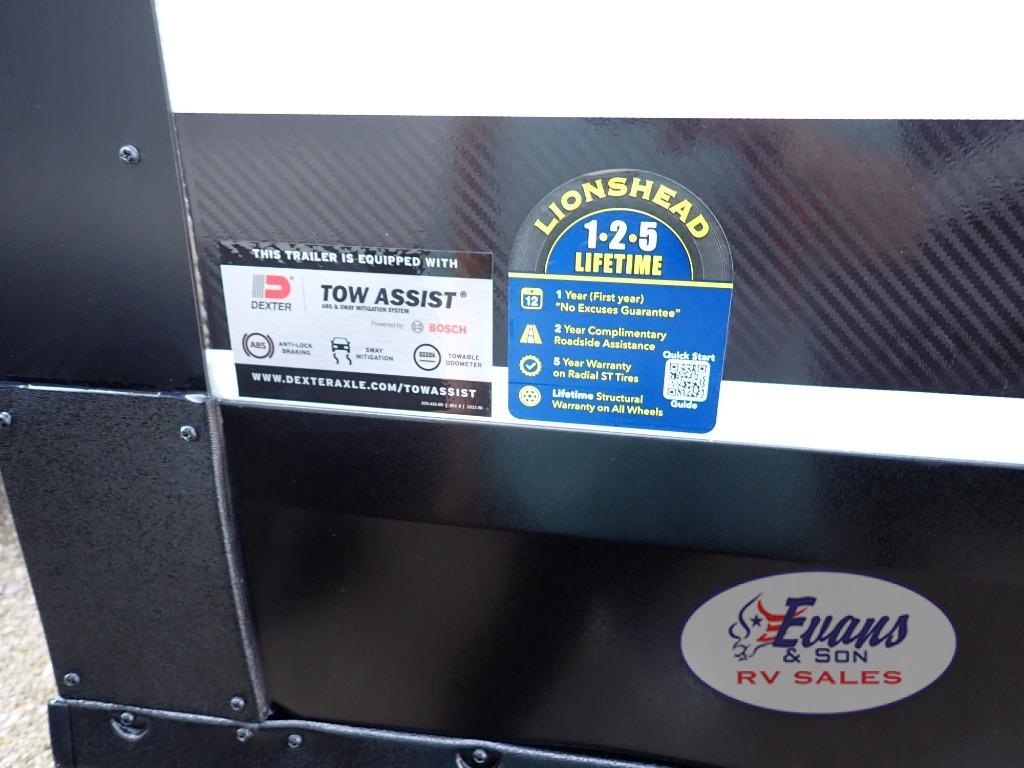 THIS TRAILER IS EQUIPPED WITH
DEXTER
TOW ASSIST®
ABS & SWAY MITIGATION SYSTEM
Powered by BOSCH
ABS
ANTI-LOCK
BRAKING
SWAY
MITIGATION
TOWABLE
ODOMETER
WWW.DEXTERAXLE.COM/TOWASSIST
LIONSHEAD
1•2•5
LIFETIME
12
1 Year (First year)
"No Excuses Guarantee"
2 Year Complimentary
Roadside Assistance
5 Year Warranty
on Radial ST Tires
Lifetime Structural
Warranty on All Wheels
Quick Start
Guide
Evans
& SON
RV SALES